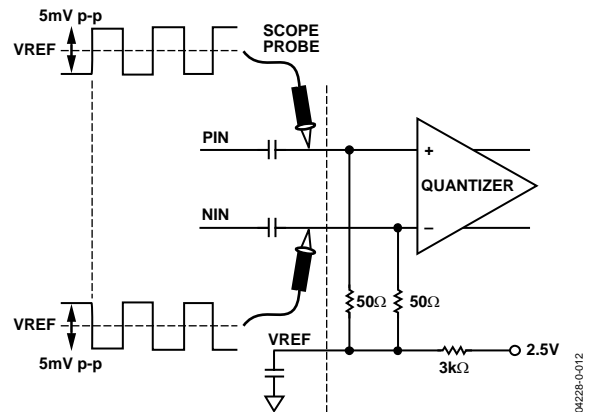 5mV p-p
VREF
SCOPE
PROBE
PIN
+
QUANTIZER
NIN
−
50Ω
50Ω
VREF
VREF
5mV p-p
3kΩ
2.5V
04228-0-012